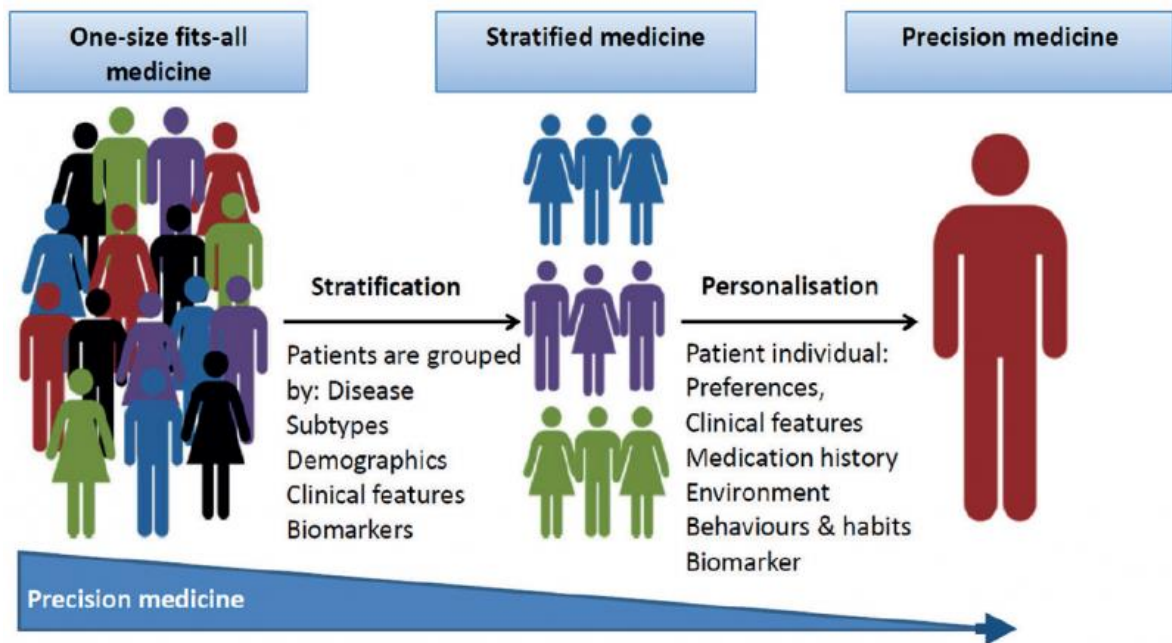 One-size fits-all
medicine
Stratified medicine
Precision medicine
Stratification
Patients are grouped
by: Disease
Subtypes
Demographics
Clinical features
Biomarkers
Personalisation
Patient individual:
Preferences,
Clinical features
Medication history
Environment
Behaviours & habits
Biomarker
Precision medicine